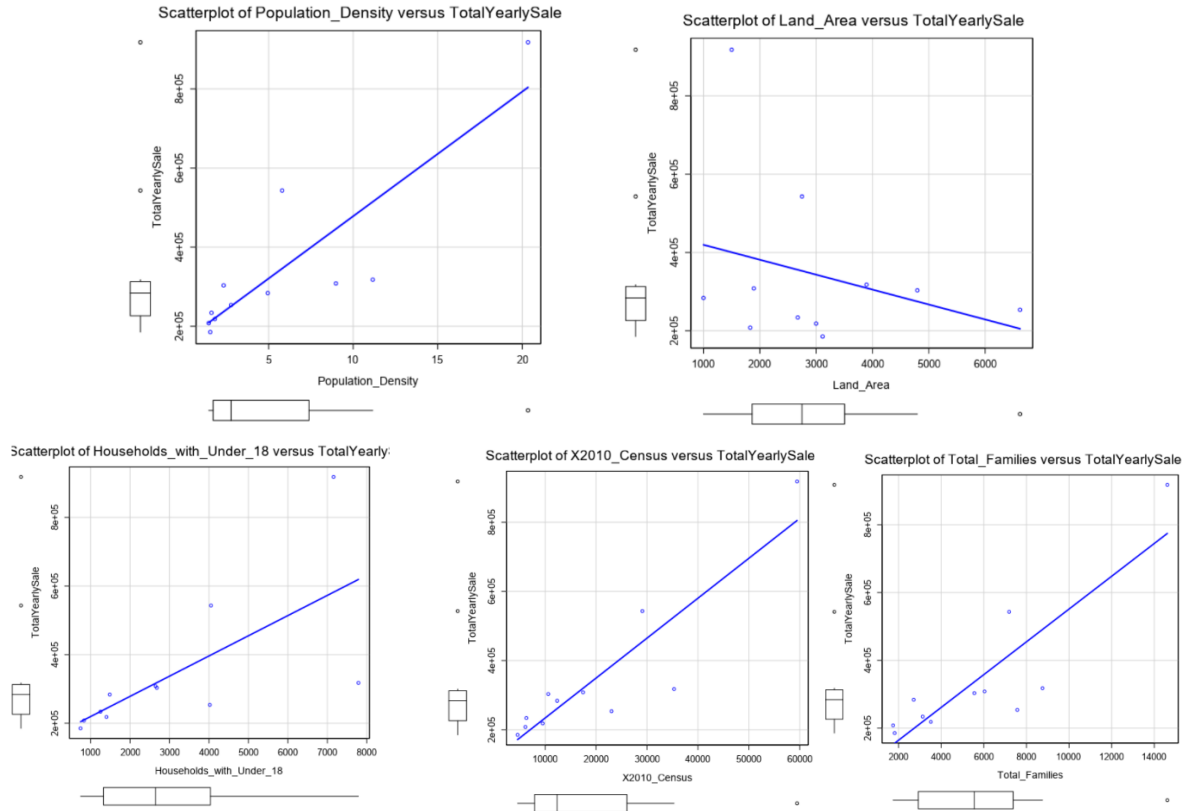 Scatterplot of Population_Density versus TotalYearlySale
8e+05
6e+05
4e+05
2e+05
TotalYearlySale
5 10 15 20
Population_Density
Scatterplot of Land_Area versus TotalYearlySale
8e+05
6e+05
4e+05
2e+05
TotalYearlySale
1000 2000 3000 4000 5000 6000
Land_Area
Scatterplot of Households_with_Under_18 versus TotalYearly
8e+05
6e+05
4e+05
2e+05
TotalYearlySale
1000 2000 3000 4000 5000 6000 7000 8000
Households_with_Under_18
Scatterplot of X2010_Census versus TotalYearlySale
8e+05
6e+05
4e+05
2e+05
TotalYearlySale
10000 20000 30000 40000 50000 60000
X2010_Census
Scatterplot of Total_Families versus TotalYearlySale
8e+05
6e+05
4e+05
2e+05
TotalYearlySale
2000 4000 6000 8000 10000 12000 14000
Total_Families